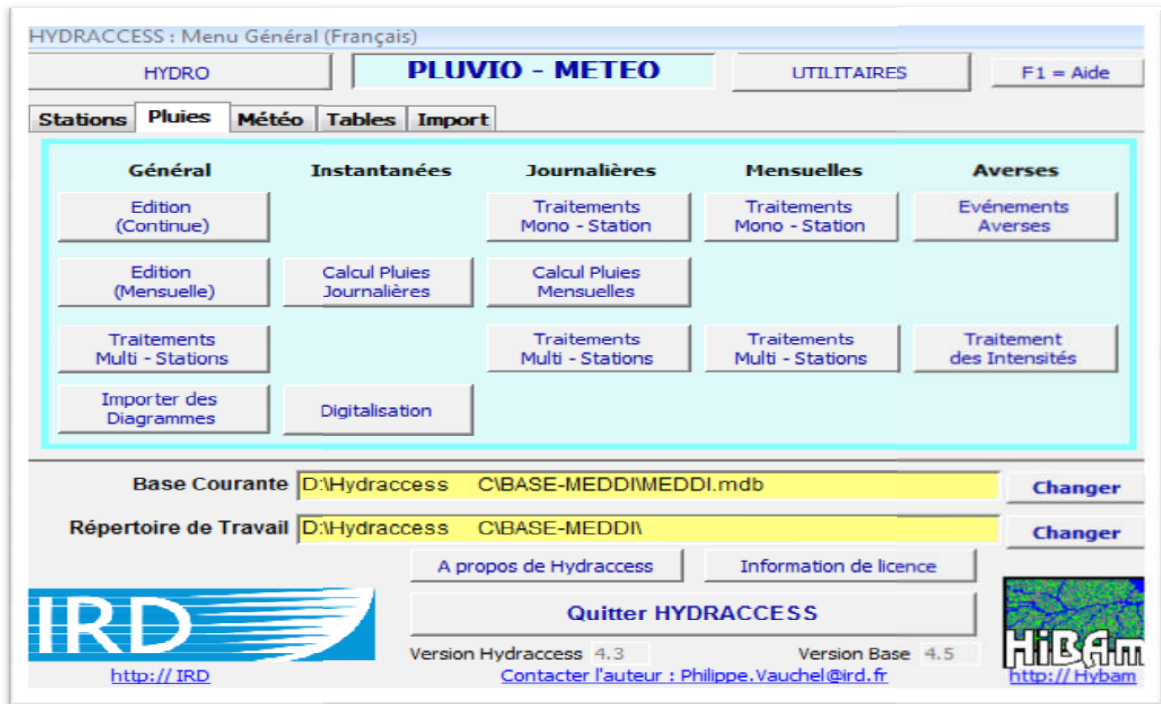 HYDRACCESS : Menu Général (Français)
HYDRO PLUVIO - METEO UTILITAIRES F1 = Aide
Stations Pluies Météo Tables Import
Général Instantanées Journalières Mensuelles Averses
Edition (Continue)
Traitements Mono - Station
Traitements Mono - Station
Evénements Averses
Edition (Mensuelle)
Calcul Pluies Journalières
Calcul Pluies Mensuelles
Traitements Multi - Stations
Traitements Multi - Stations
Traitements Multi - Stations
Traitement des Intensités
Importer des Diagrammes
Digitalisation
Base Courante D:\Hydraccess C\BASE-MEDDI\MEDDI.mdb Changer
Répertoire de Travail D:\Hydraccess C\BASE-MEDDI\ Changer
A propos de Hydraccess Information de licence
IRD
Quitter HYDRACCESS
HiBAm
Version Hydraccess 4.3 Version Base 4.5
http:// IRD Contacter l'auteur : Philippe.Vauchel@ird.fr http:// Hybam